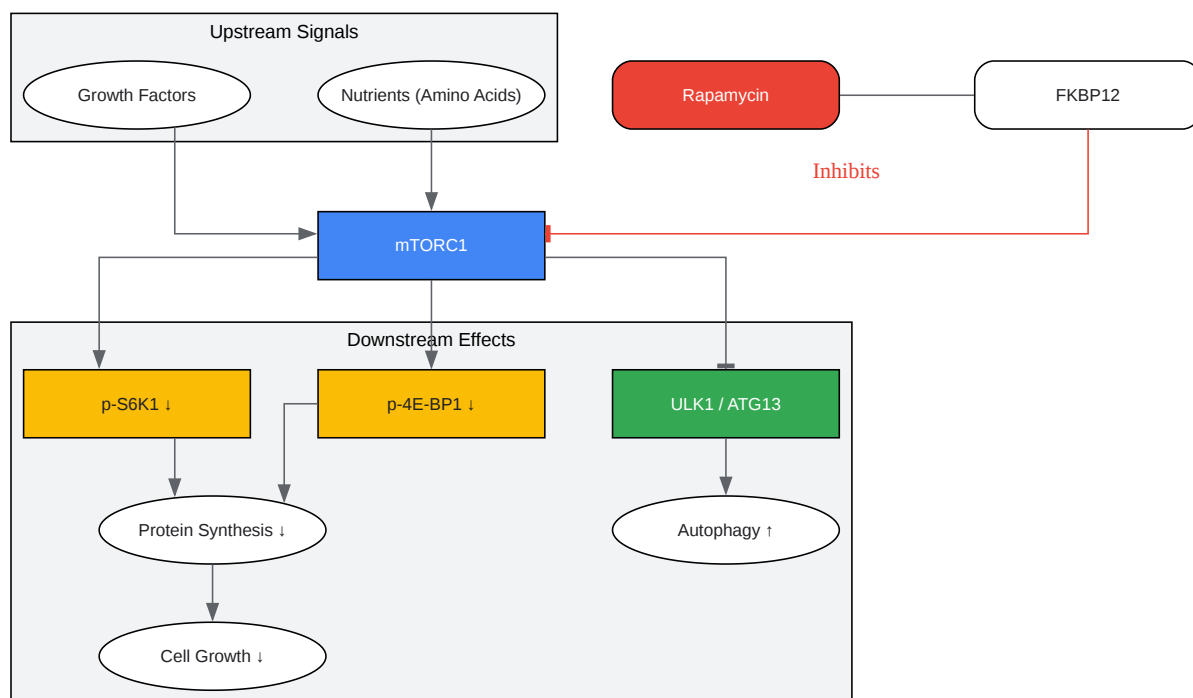 Upstream Signals
Growth Factors
Nutrients (Amino Acids)
Rapamycin
FKBP12
Inhibits
mTORC1
Downstream Effects
p-S6K1 ↓
p-4E-BP1 ↓
ULK1 / ATG13
Protein Synthesis ↓
Autophagy ↑
Cell Growth ↓